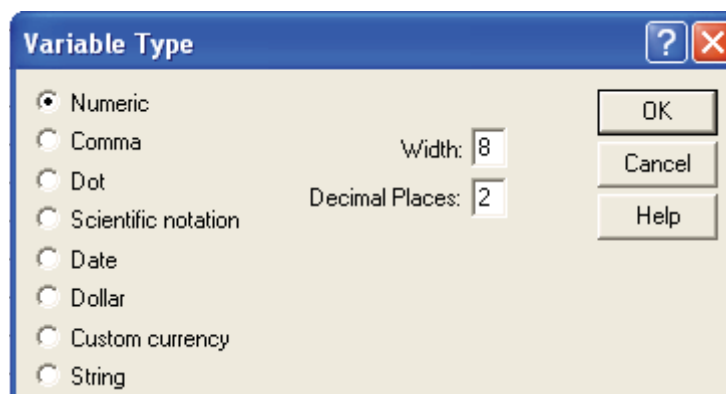 Variable Type
Numeric
Comma
Dot
Scientific notation
Date
Dollar
Custom currency
String
Width: 8
Decimal Places: 2
OK
Cancel
Help